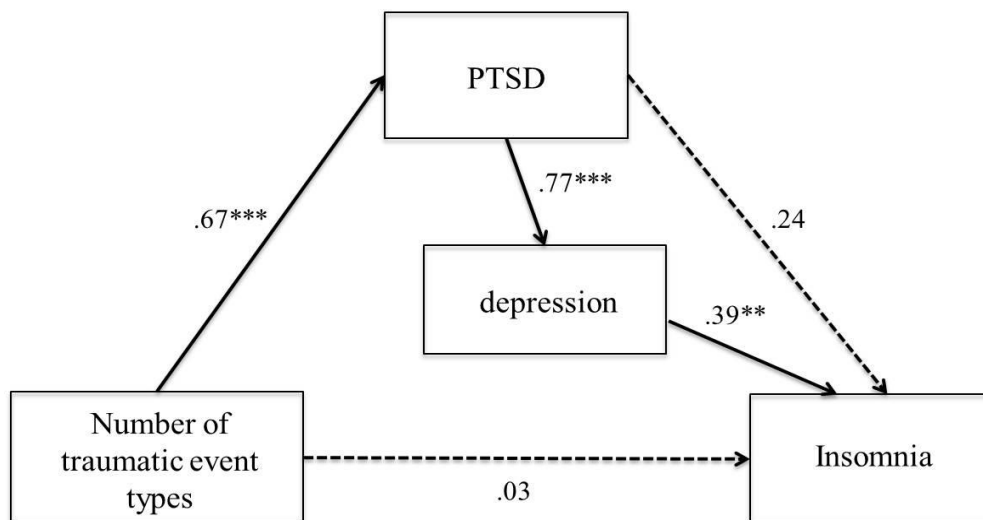 PTSD
.77***
.67***
.24
depression
.39**
Number of
traumatic event
types
Insomnia
.03